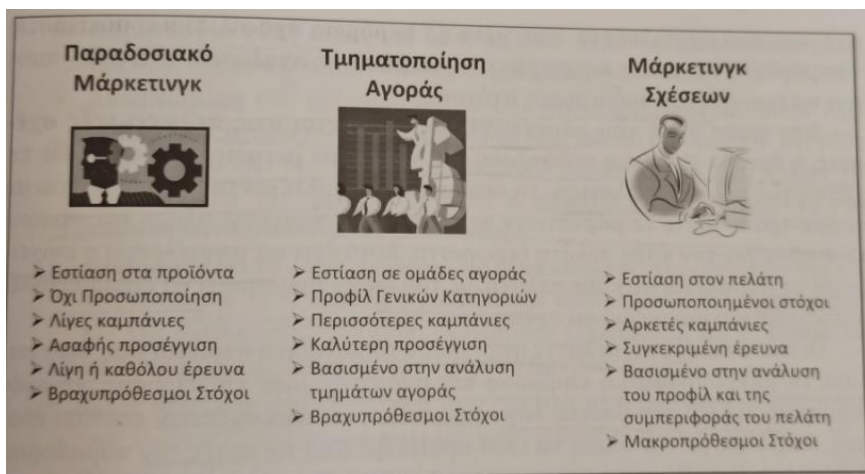 Παραδοσιακό
Μάρκετινγκ
➢ Εστίαση στα προϊόντα
➢ Όχι Προσωποποίηση
➢ Λίγες καμπάνιες
➢ Ασαφής προσέγγιση
➢ Λίγη ή καθόλου έρευνα
➢ Βραχυπρόθεσμοι Στόχοι
Τμηματοποίηση
Αγοράς
➢ Εστίαση σε ομάδες αγοράς
➢ Προφίλ Γενικών Κατηγοριών
➢ Περισσότερες καμπάνιες
➢ Καλύτερη προσέγγιση
➢ Βασισμένο στην ανάλυση
τμημάτων αγοράς
➢ Βραχυπρόθεσμοι Στόχοι
Μάρκετινγκ
Σχέσεων
➢ Εστίαση στον πελάτη
➢ Προσωποποιημένοι στόχοι
➢ Αρκετές καμπάνιες
➢ Συγκεκριμένη έρευνα
➢ Βασισμένο στην ανάλυση
του προφίλ και της
συμπεριφοράς του πελάτη
➢ Μακροπρόθεσμοι Στόχοι